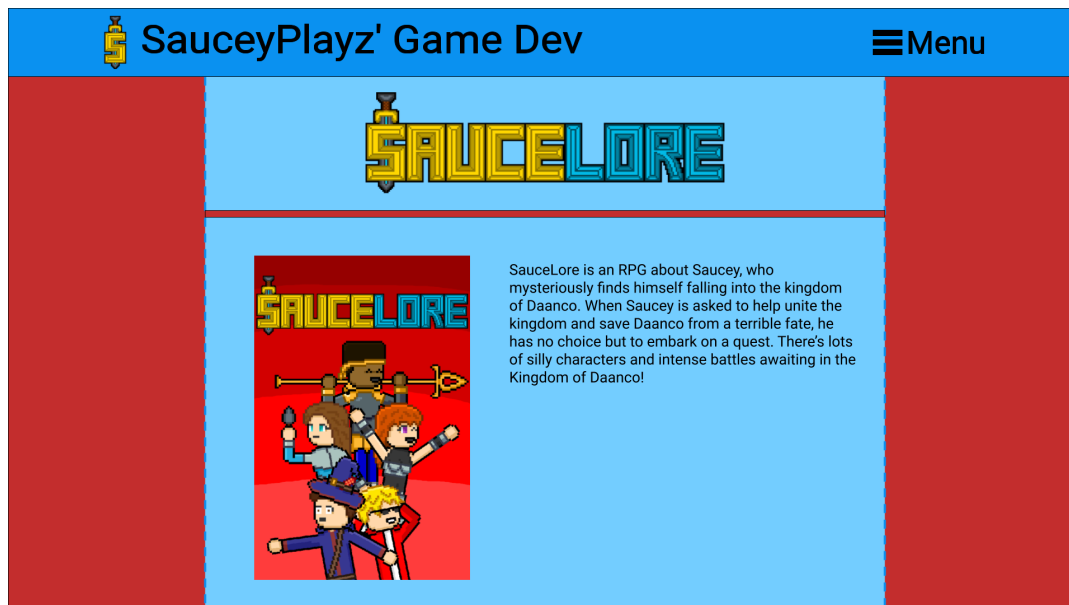 SauceyPlayz' Game Dev
Menu
SAUCELORE
SAUCELORE
SauceLore is an RPG about Saucey, who
mysteriously finds himself falling into the kingdom
of Daanco. When Saucey is asked to help unite the
kingdom and save Daanco from a terrible fate, he
has no choice but to embark on a quest. There’s lots
of silly characters and intense battles awaiting in the
Kingdom of Daanco!